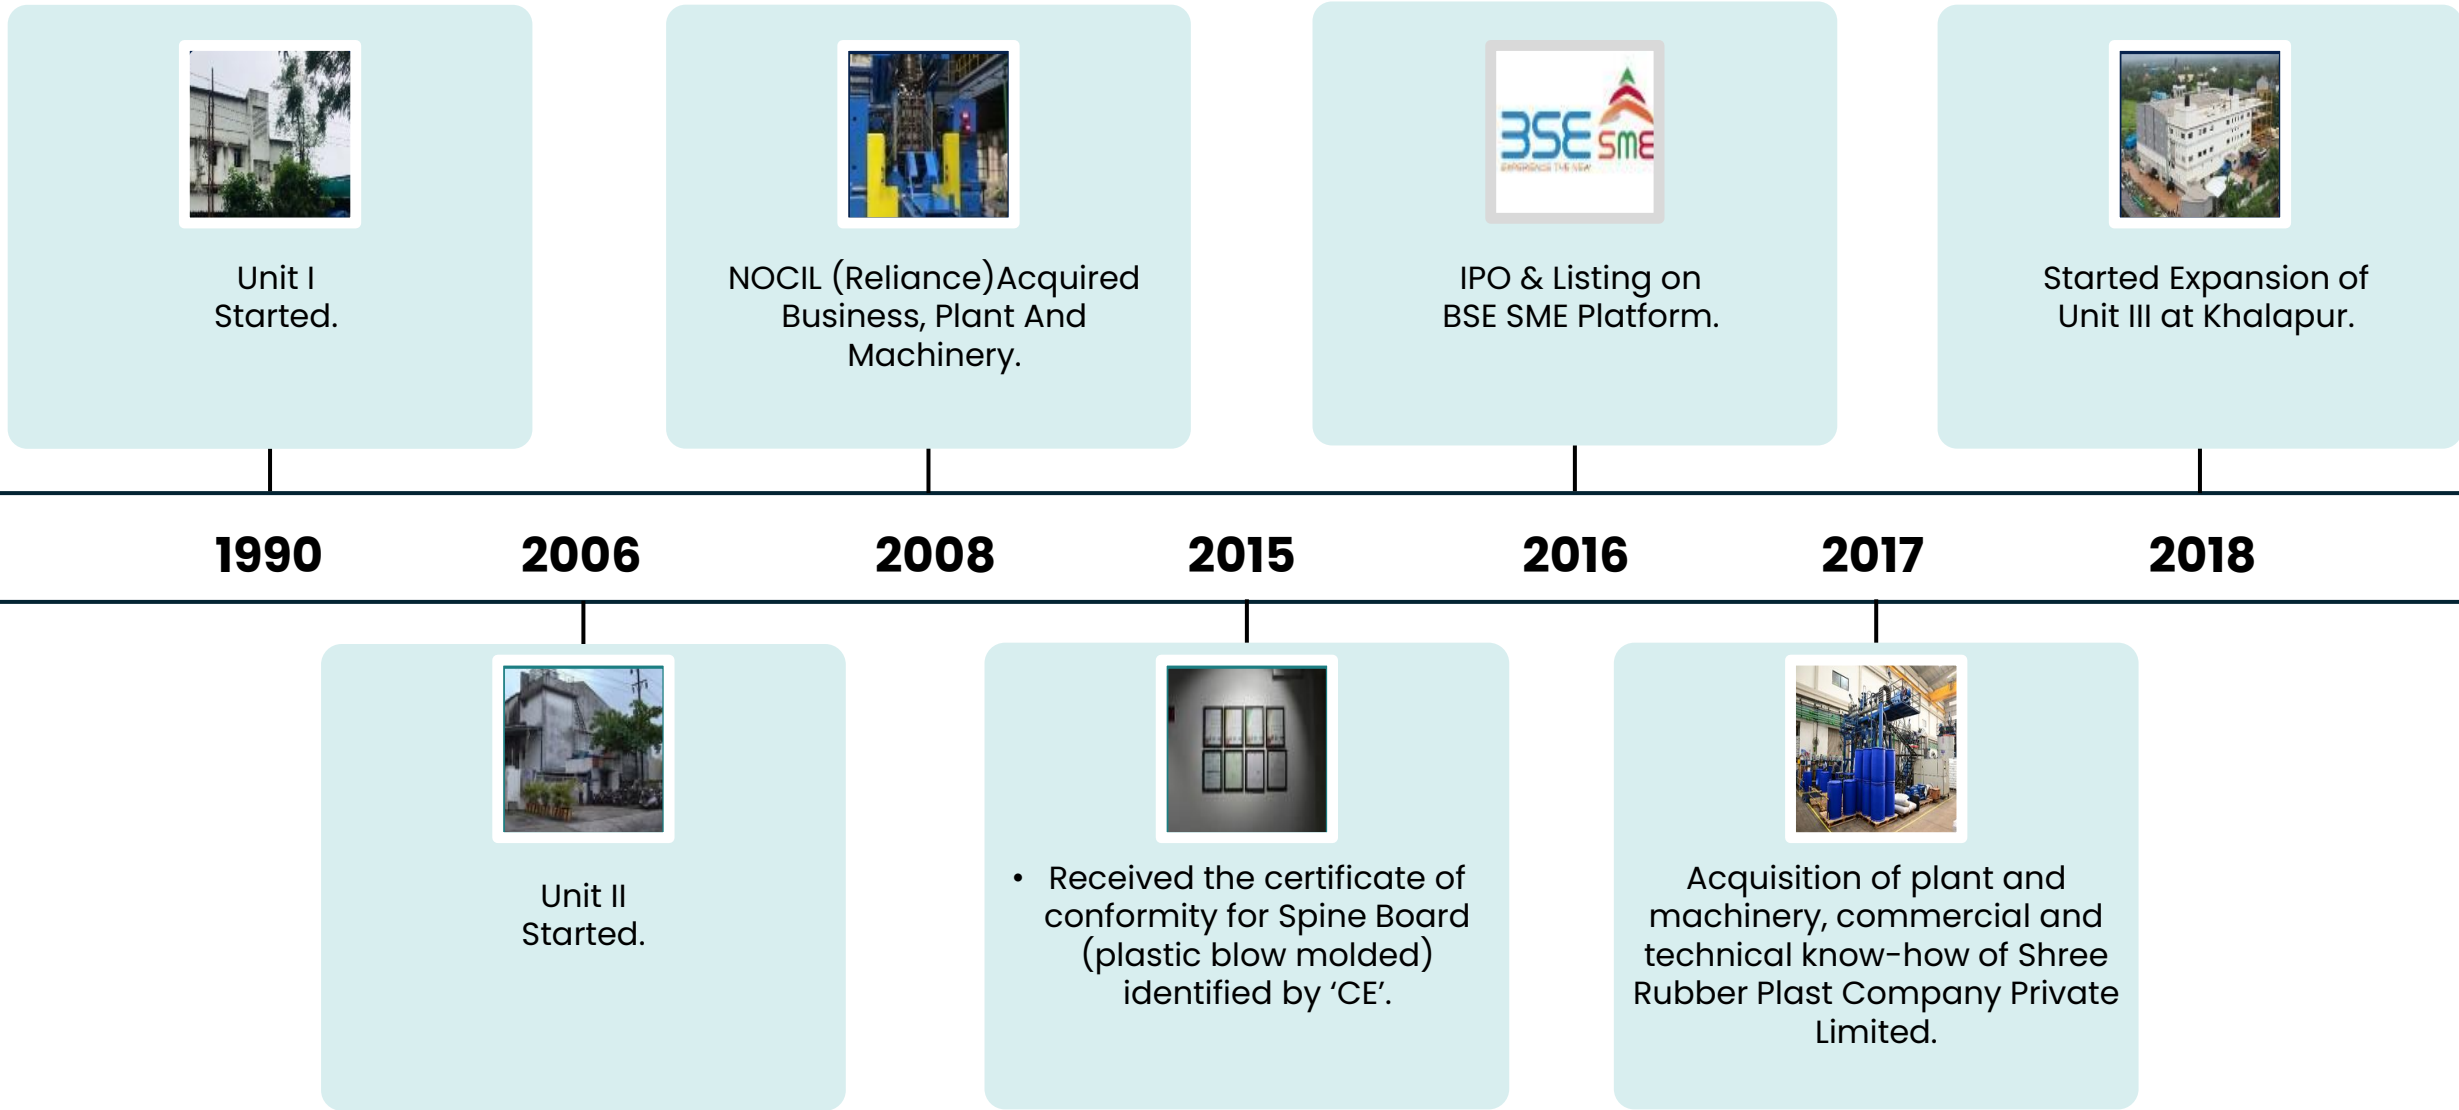 BSE
SME
EXPERIENCE THE NEW
Unit I
Started.
NOCIL (Reliance)Acquired
Business, Plant And
Machinery.
IPO & Listing on
BSE SME Platform.
Started Expansion of
Unit III at Khalapur.
1990
2006
2008
2015
2016
2017
2018
Unit II
Started.
• Received the certificate of
conformity for Spine Board
(plastic blow molded)
identified by ‘CE’.
Acquisition of plant and
machinery, commercial and
technical know-how of Shree
Rubber Plast Company Private
Limited.